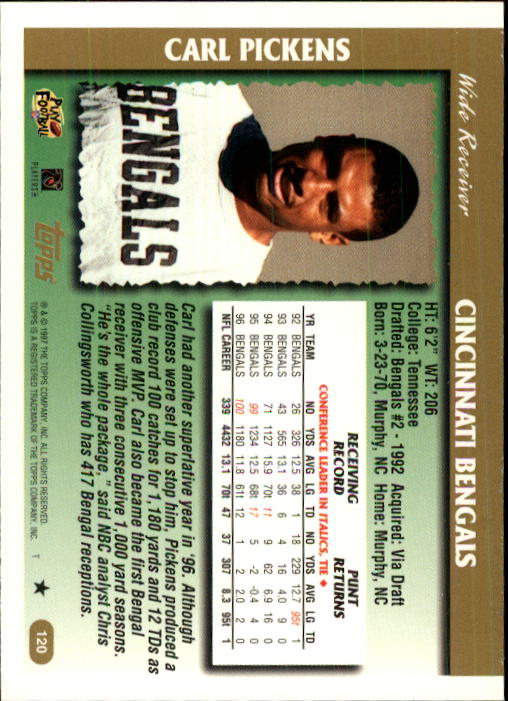 Wide Receiver
CINCINNATI BENGALS
CARL PICKENS
BENGALS
HT: 6'2" WT: 206
College: Tennessee
Drafted: Bengals #2 - 1992 Acquired: Via Draft
Born: 3-23-70, Murphy, NC Home: Murphy, NC
RECEIVING RECORD PUNT RETURNS
CONFERENCE LEADER IN ITALICS, TIE ♦
YR TEAM NO YDS AVG LG TD NO YDS AVG LG TD
92 BENGALS 26 326 12.5 38 1 18 229 12.7 95t 1
93 BENGALS 43 565 13.1 36 6 4 16 4.0 9 0
94 BENGALS 71 1127 15.9 70t 11 9 62 6.9 16 0
95 BENGALS 99 1234 12.5 68t 17 5 -2 -0.4 4 0
96 BENGALS 100 1180 11.8 61t 12 1 2 2.0 2 0
NFL CAREER 339 4432 13.1 70t 47 37 307 8.3 95t 1
Carl had another superlative year in '96. Although
defenses were set up to stop him, Pickens produced a
club record 100 catches for 1,180 yards and 12 TDs as
offensive MVP. Carl also became the first Bengal
receiver with three consecutive 1,000 yard seasons.
"He's the whole package," said NBC analyst Chris
Collingsworth who had 417 Bengal receptions.
PLAY FOOTBALL
PLAYERS
TOPPS
® & © 1997 THE TOPPS COMPANY, INC. ALL RIGHTS RESERVED.
TOPPS IS A REGISTERED TRADEMARK OF THE TOPPS COMPANY, INC. T
120